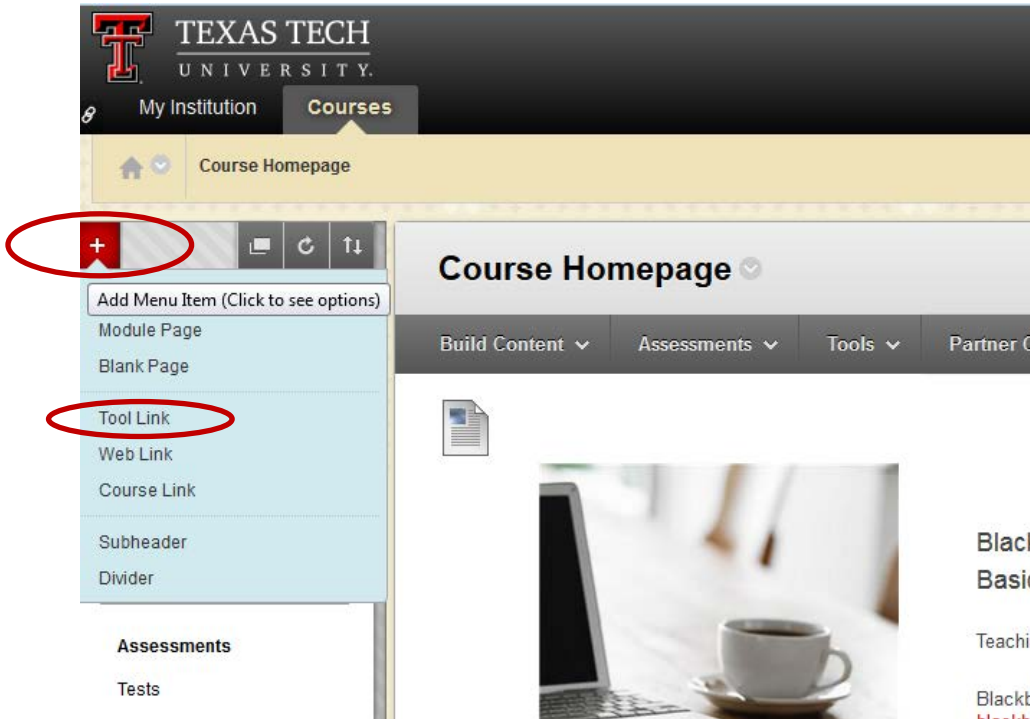 TEXAS TECH
UNIVERSITY.
My Institution Courses
Course Homepage
+
Course Homepage
Add Menu Item (Click to see options)
Module Page
Blank Page
Build Content Assessments Tools Partner
Tool Link
Web Link
Course Link
Subheader
Divider
Assessments
Tests